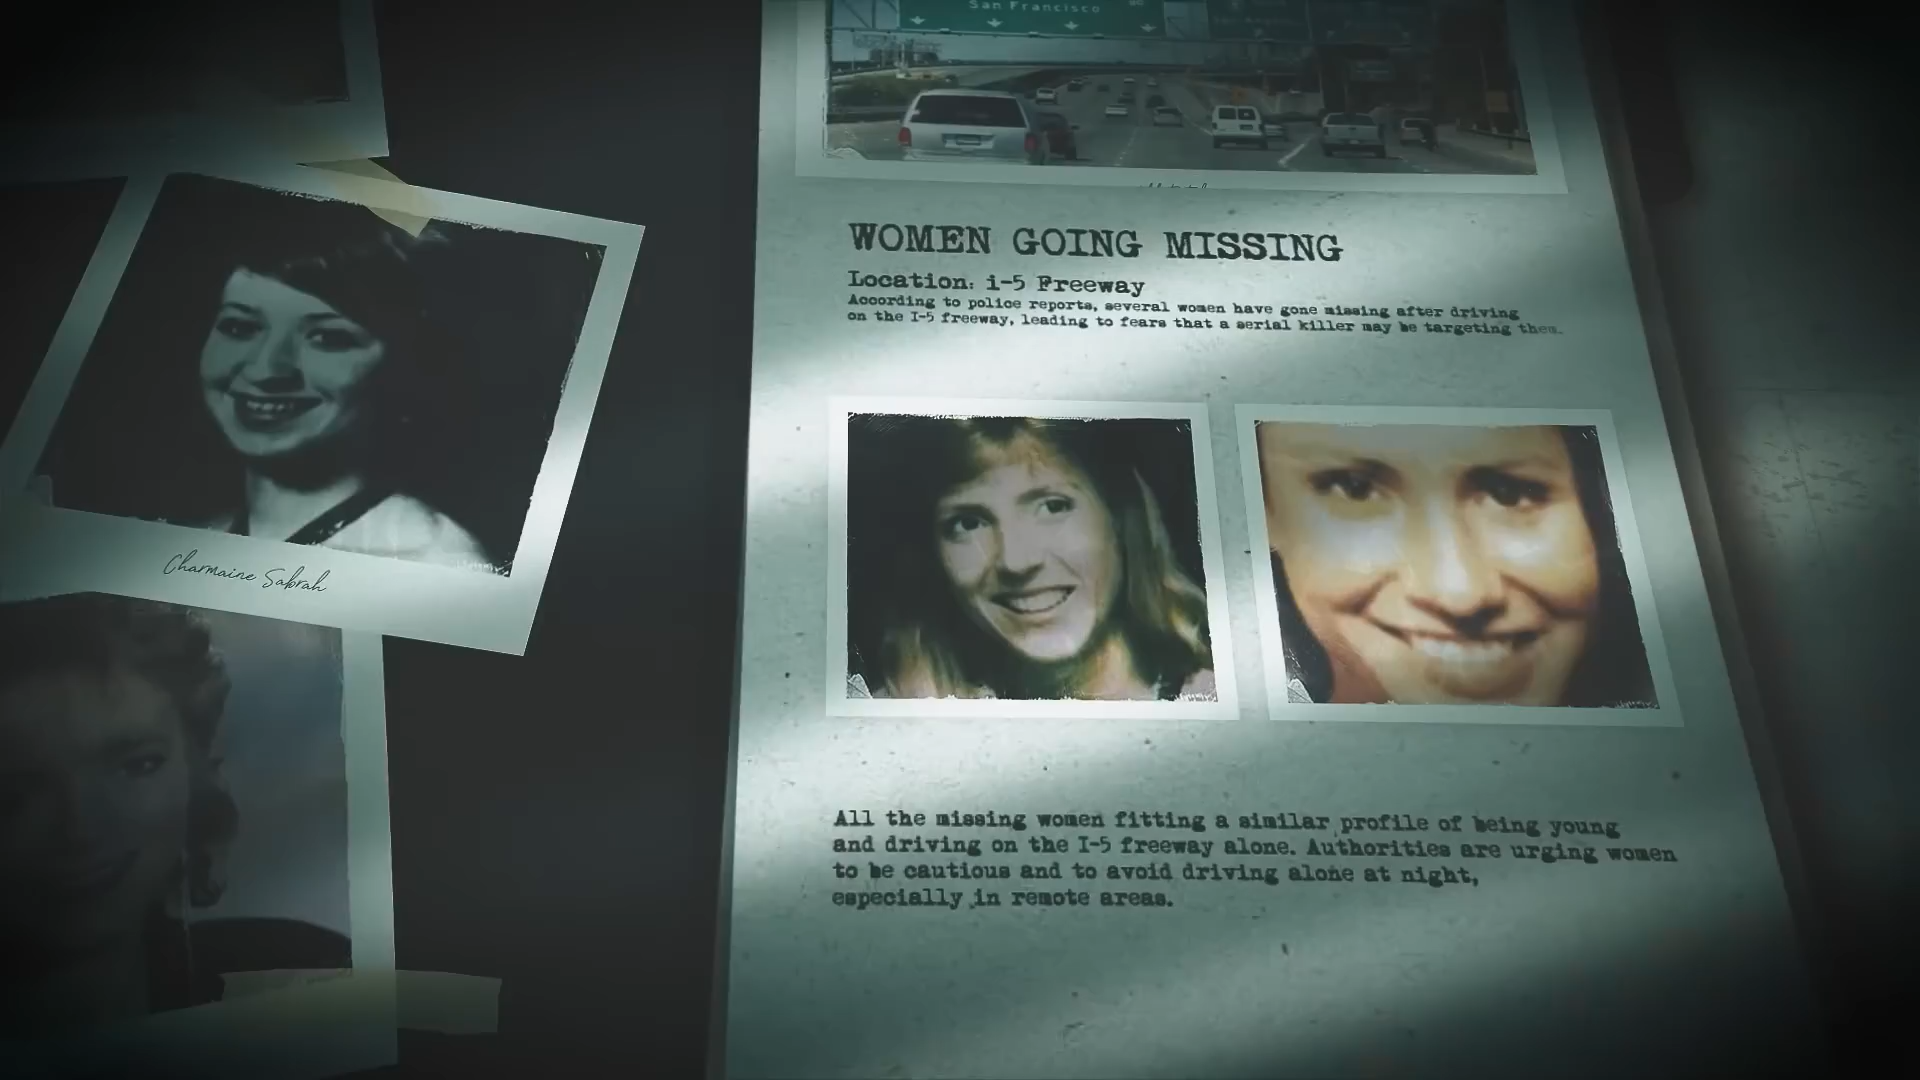 San Francisco
80
WOMEN GOING MISSING
Location: i-5 Freeway
According to police reports, several women have gone missing after driving
on the I-5 freeway, leading to fears that a serial killer may be targeting them.
Charmaine Sabrah
All the missing women fitting a similar profile of being young
and driving on the I-5 freeway alone. Authorities are urging women
to be cautious and to avoid driving alone at night,
especially in remote areas.